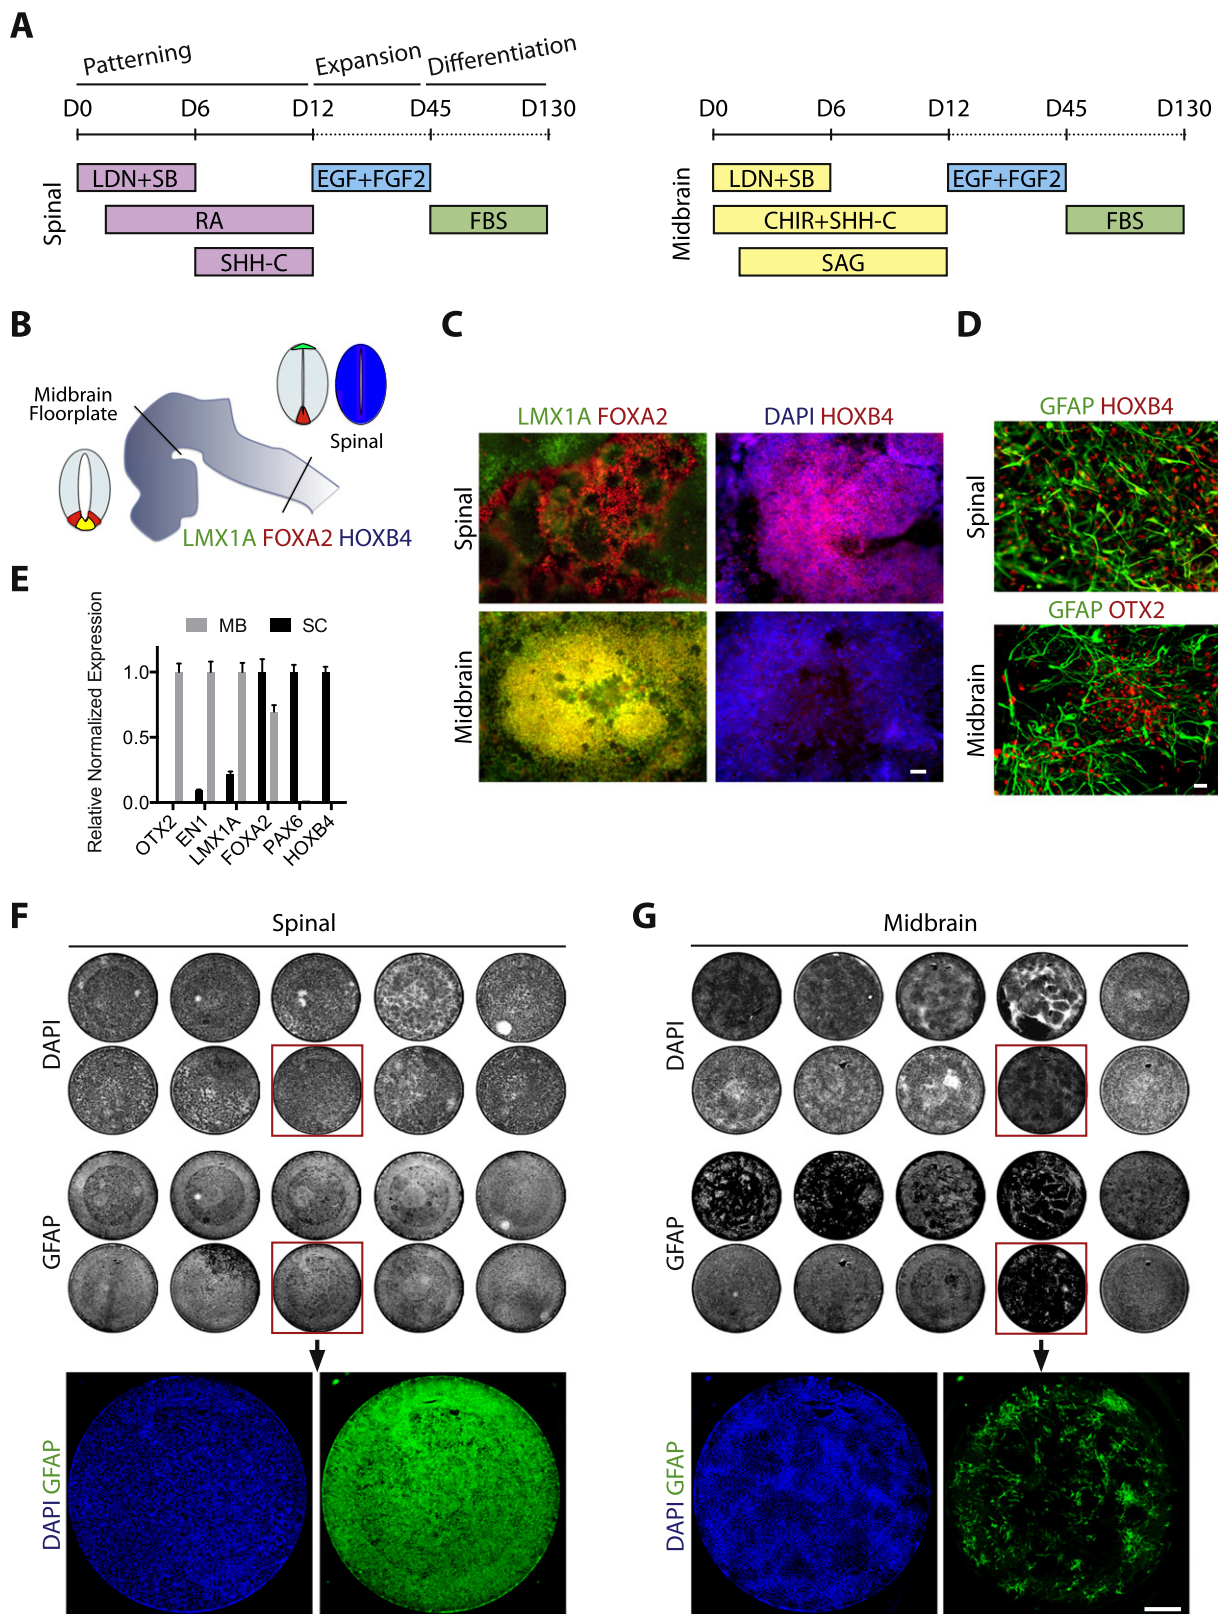 A
Patterning Expansion Differentiation
D0 D6 D12 D45 D130
Spinal
LDN+SB EGF+FGF2
RA FBS
SHH-C
D0 D6 D12 D45 D130
Midbrain
LDN+SB EGF+FGF2
CHIR+SHH-C FBS
SAG
B
Midbrain
Floorplate
Spinal
LMX1A FOXA2 HOXB4
C
LMX1A FOXA2 DAPI HOXB4
Spinal
Midbrain
D
GFAP HOXB4
Spinal
GFAP OTX2
Midbrain
E
MB SC
Relative Normalized Expression
1.0
0.5
0.0
OTX2 EN1 LMX1A FOXA2 PAX6 HOXB4
F
Spinal
DAPI
GFAP
DAPI GFAP
G
Midbrain
DAPI
GFAP
DAPI GFAP